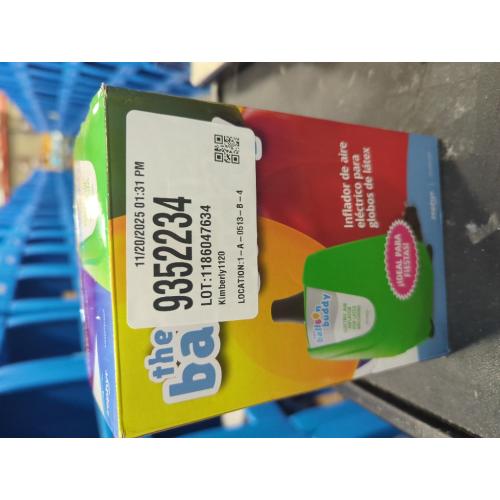 11/20/2025 01:31 PM
9352234
LOT:1186047634
Kimberly1120
LOCATION:1-A-0513-B-4
the
ba
Inflador de aire
eléctrico para
globos de látex
¡IDEAL PARA
FIESTAS!
balloon
buddy